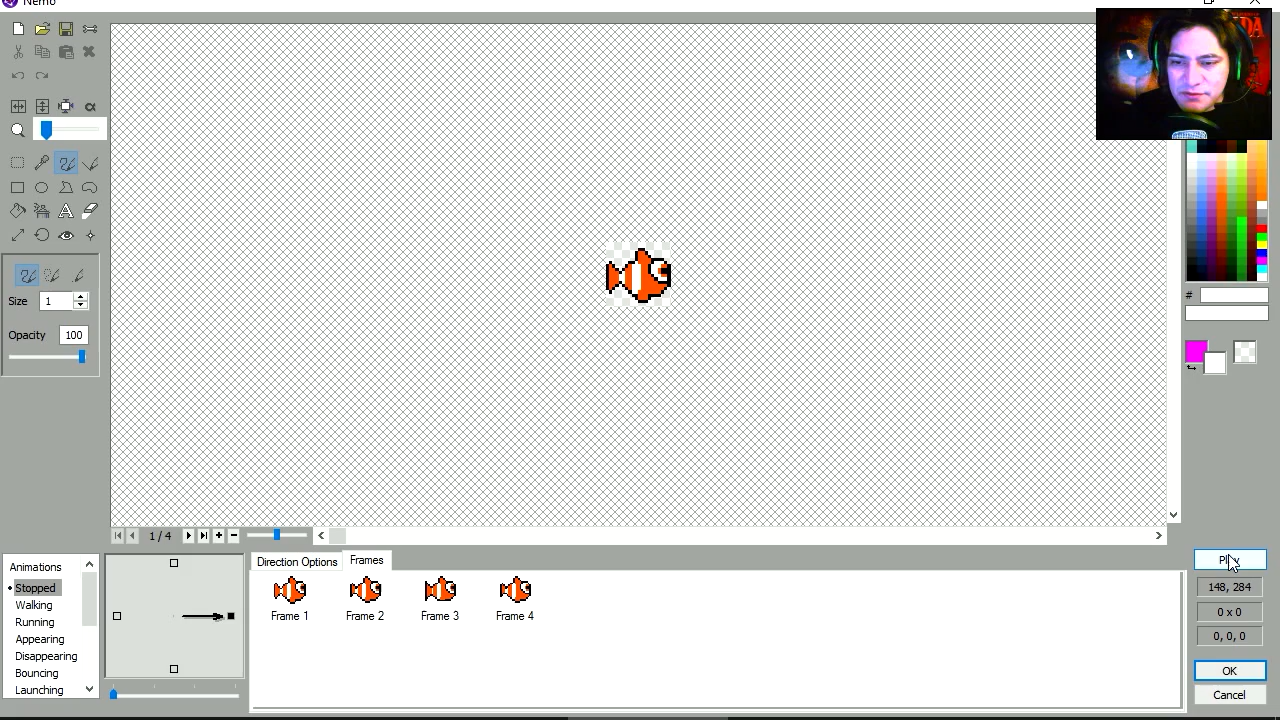 Nemo
Size 1
Opacity 100
#
1 / 4
Animations
Stopped
Walking
Running
Appearing
Disappearing
Bouncing
Launching
Direction Options Frames
Frame 1 Frame 2 Frame 3 Frame 4
Play
148, 284
0 x 0
0, 0, 0
OK
Cancel